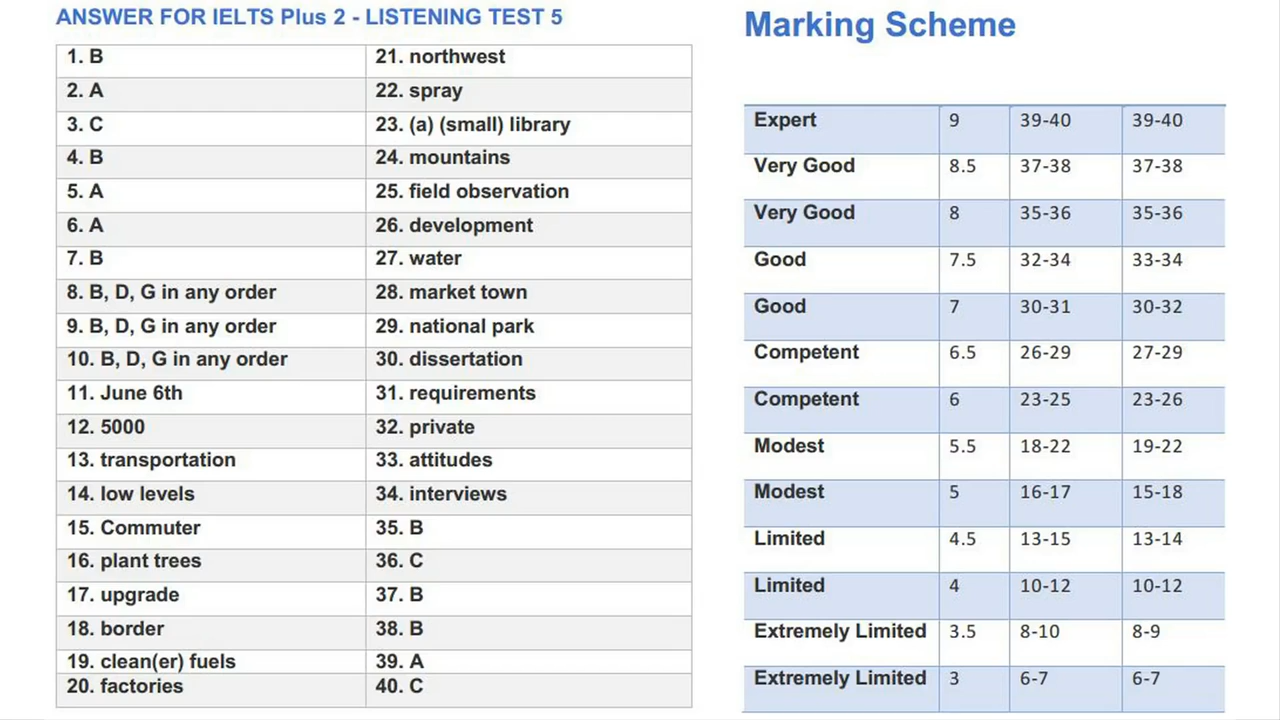 ANSWER FOR IELTS Plus 2 - LISTENING TEST 5
1. B 21. northwest
2. A 22. spray
3. C 23. (a) (small) library
4. B 24. mountains
5. A 25. field observation
6. A 26. development
7. B 27. water
8. B, D, G in any order 28. market town
9. B, D, G in any order 29. national park
10. B, D, G in any order 30. dissertation
11. June 6th 31. requirements
12. 5000 32. private
13. transportation 33. attitudes
14. low levels 34. interviews
15. Commuter 35. B
16. plant trees 36. C
17. upgrade 37. B
18. border 38. B
19. clean(er) fuels 39. A
20. factories 40. C
Marking Scheme
Expert 9 39-40 39-40
Very Good 8.5 37-38 37-38
Very Good 8 35-36 35-36
Good 7.5 32-34 33-34
Good 7 30-31 30-32
Competent 6.5 26-29 27-29
Competent 6 23-25 23-26
Modest 5.5 18-22 19-22
Modest 5 16-17 15-18
Limited 4.5 13-15 13-14
Limited 4 10-12 10-12
Extremely Limited 3.5 8-10 8-9
Extremely Limited 3 6-7 6-7